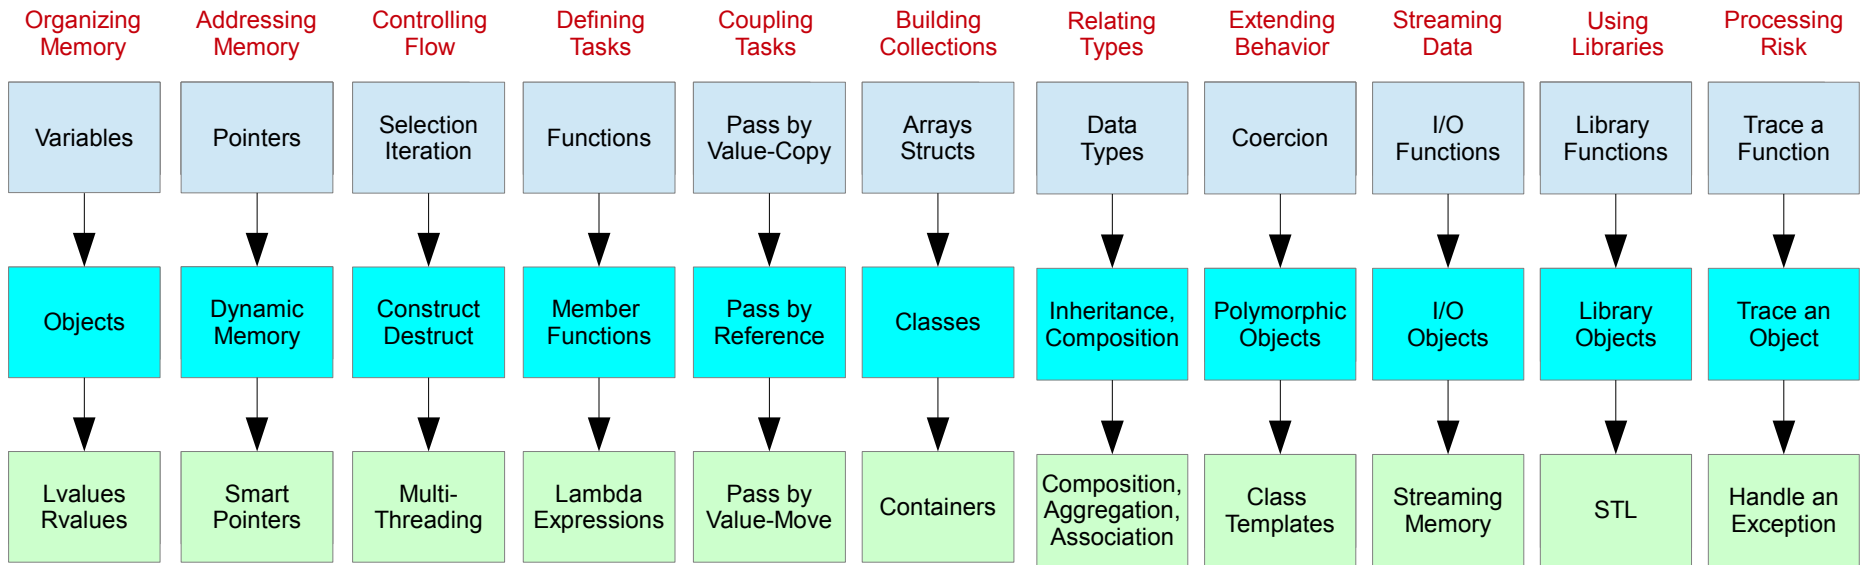 Organizing
Memory
Addressing
Memory
Controlling
Flow
Defining
Tasks
Coupling
Tasks
Building
Collections
Relating
Types
Extending
Behavior
Streaming
Data
Using
Libraries
Processing
Risk
Variables
Pointers
Selection
Iteration
Functions
Pass by
Value-Copy
Arrays
Structs
Data
Types
Coercion
I/O
Functions
Library
Functions
Trace a
Function
Objects
Dynamic
Memory
Construct
Destruct
Member
Functions
Pass by
Reference
Classes
Inheritance,
Composition
Polymorphic
Objects
I/O
Objects
Library
Objects
Trace an
Object
Lvalues
Rvalues
Smart
Pointers
Multi-
Threading
Lambda
Expressions
Pass by
Value-Move
Containers
Composition,
Aggregation,
Association
Class
Templates
Streaming
Memory
STL
Handle an
Exception